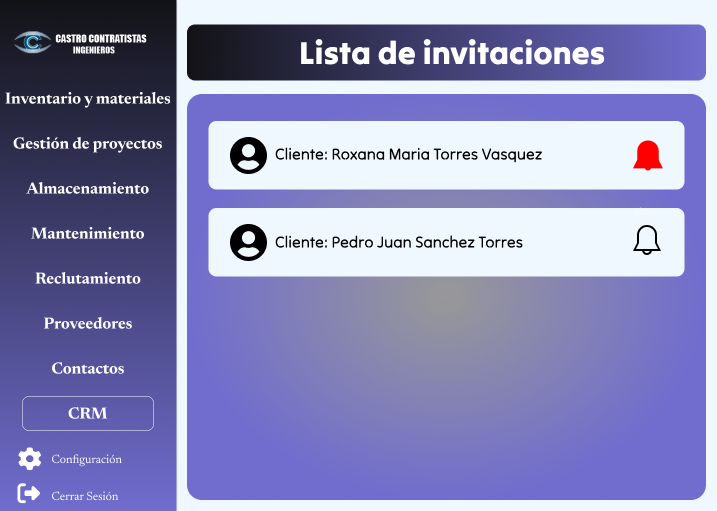 CASTRO CONTRATISTAS
INGENIEROS
Inventario y materiales
Gestión de proyectos
Almacenamiento
Mantenimiento
Reclutamiento
Proveedores
Contactos
CRM
Configuración
Cerrar Sesión
Lista de invitaciones
Cliente: Roxana Maria Torres Vasquez
Cliente: Pedro Juan Sanchez Torres